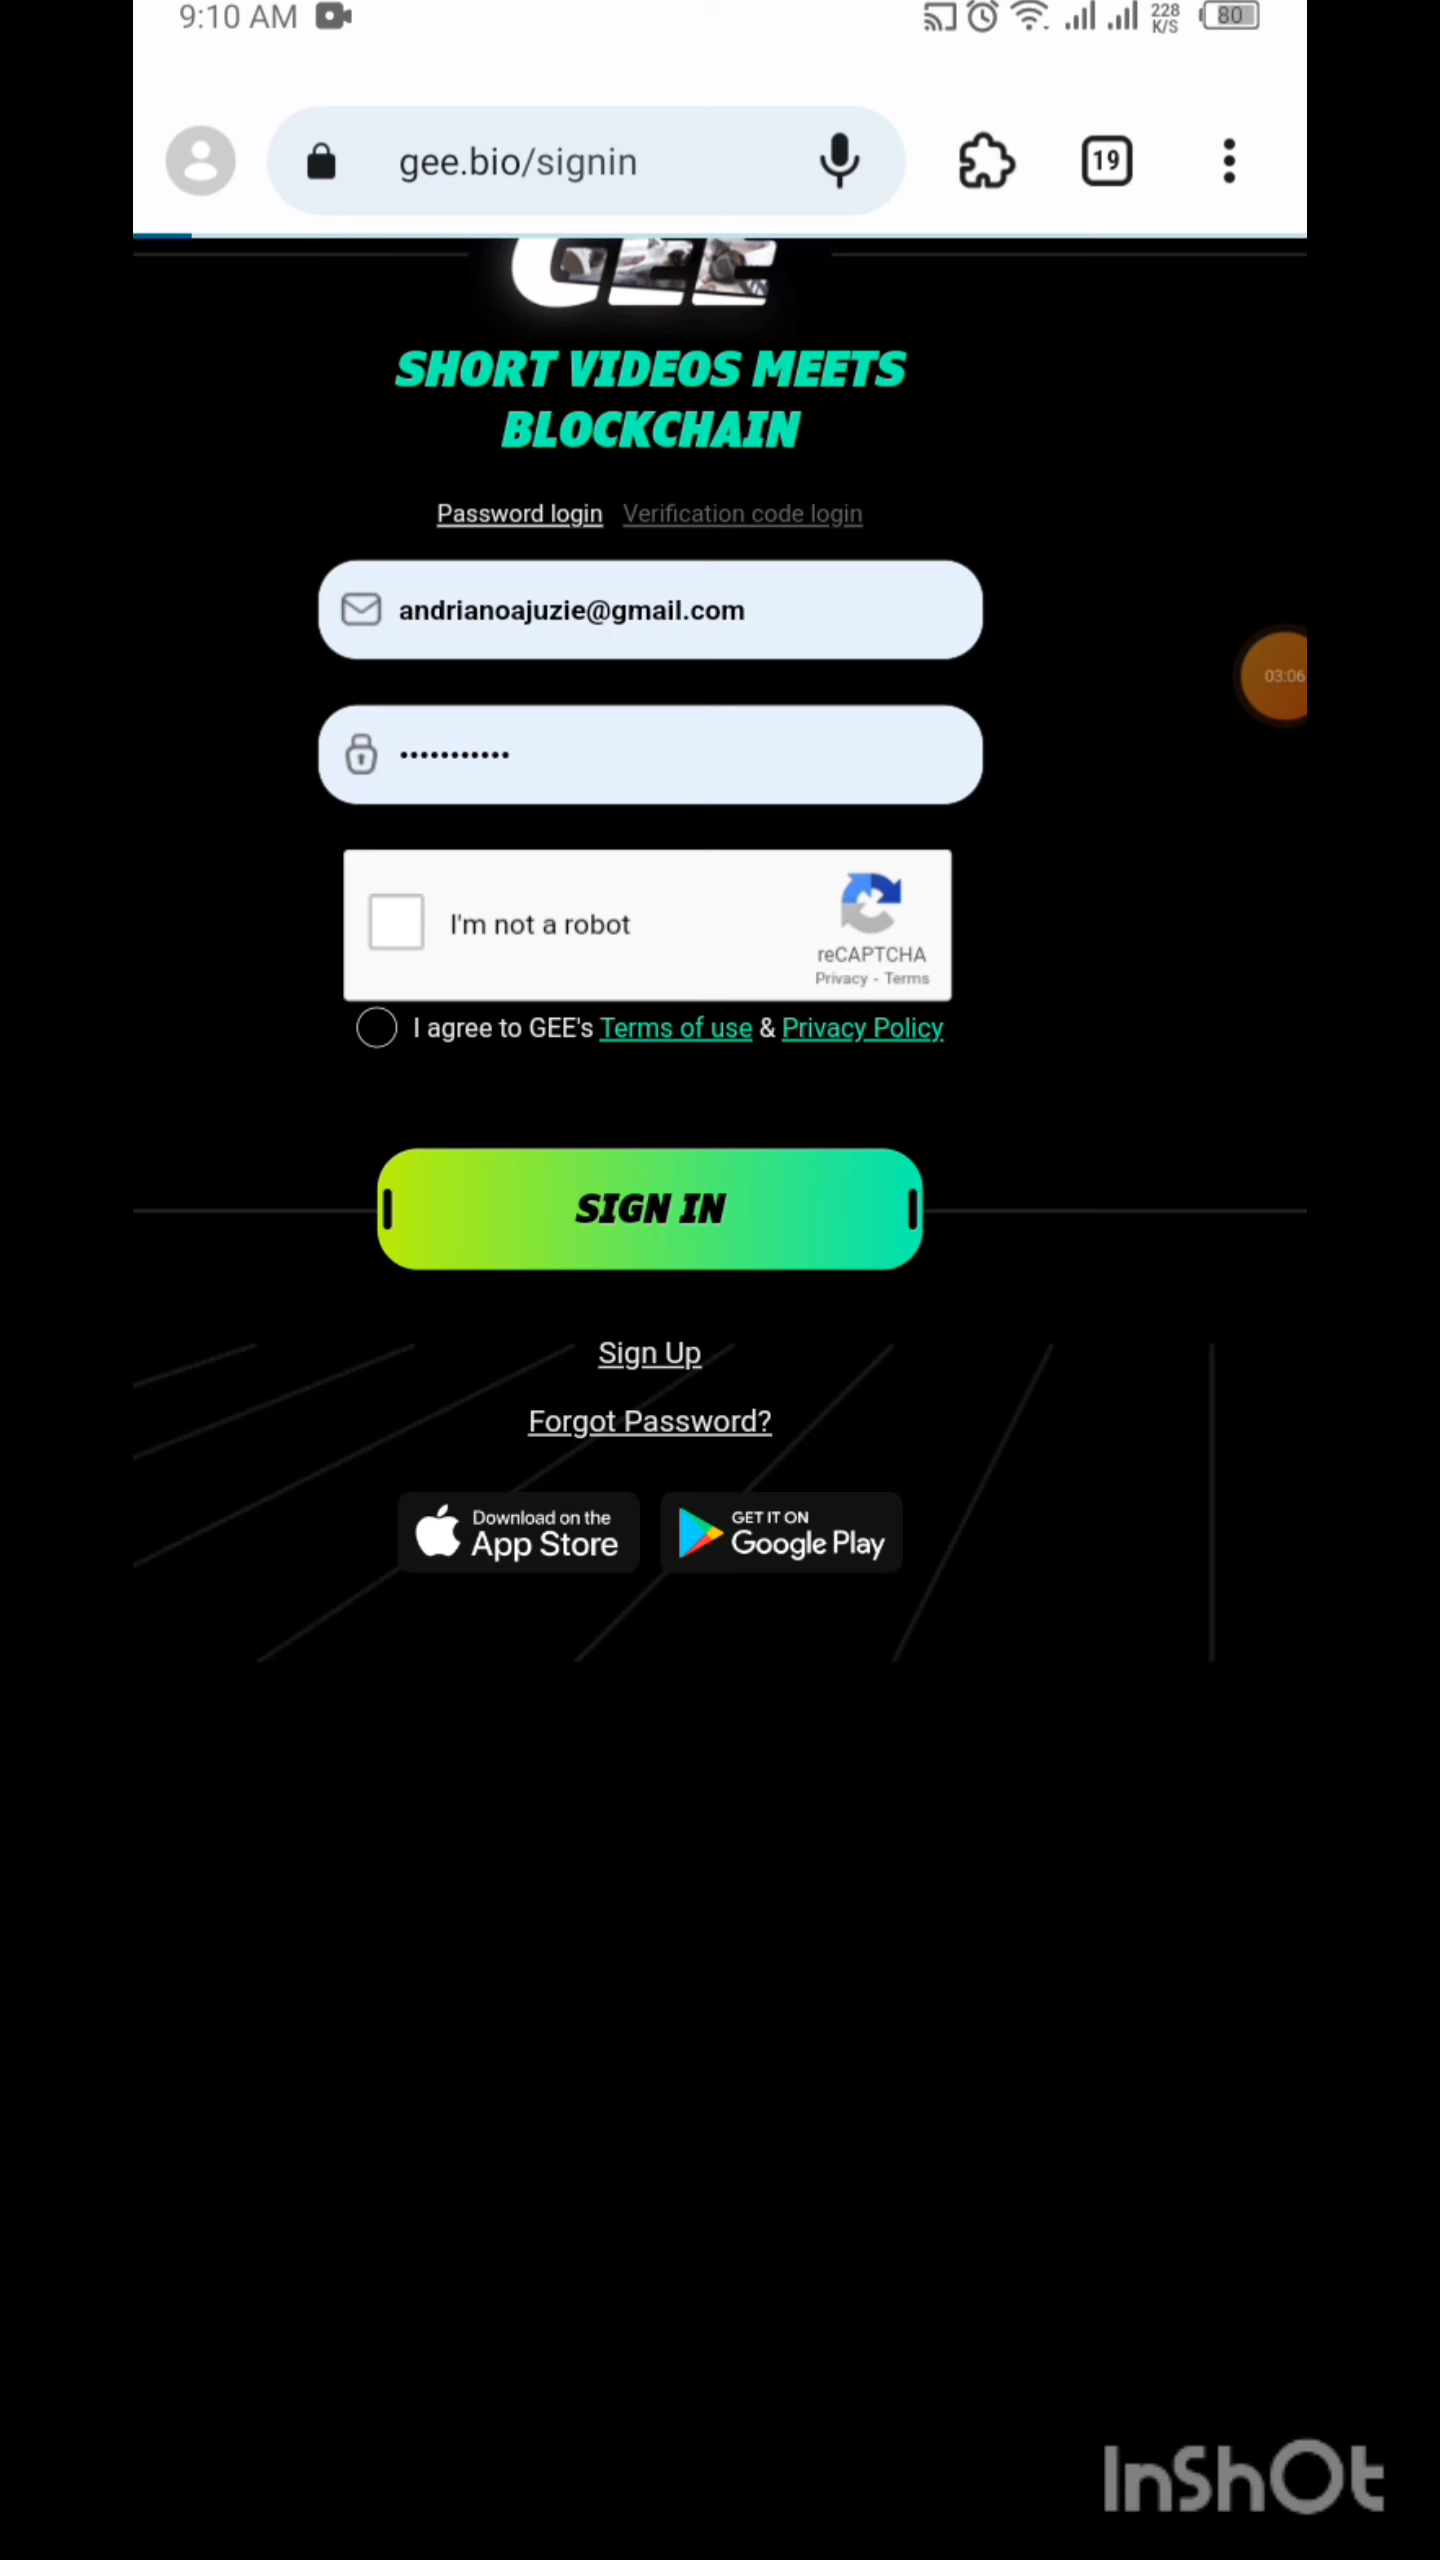 9:10 AM
228
K/S
80
gee.bio/signin
19
GEE
SHORT VIDEOS MEETS
BLOCKCHAIN
Password login Verification code login
andrianoajuzie@gmail.com
•••••••••••
03:06
I'm not a robot
reCAPTCHA
Privacy - Terms
I agree to GEE's Terms of use & Privacy Policy
SIGN IN
Sign Up
Forgot Password?
Download on the
App Store
GET IT ON
Google Play
InShOt